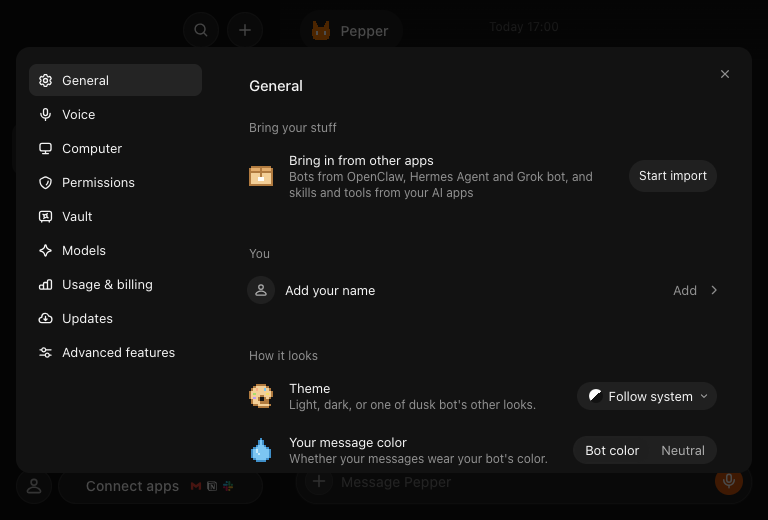 Pepper
Today 17:00
General
Voice
Computer
Permissions
Vault
Models
Usage & billing
Updates
Advanced features
General
Bring your stuff
Bring in from other apps
Bots from OpenClaw, Hermes Agent and Grok bot, and
skills and tools from your AI apps
Start import
You
Add your name
Add
How it looks
Theme
Light, dark, or one of dusk bot's other looks.
Follow system
Your message color
Whether your messages wear your bot's color.
Bot color
Neutral
Connect apps
Message Pepper